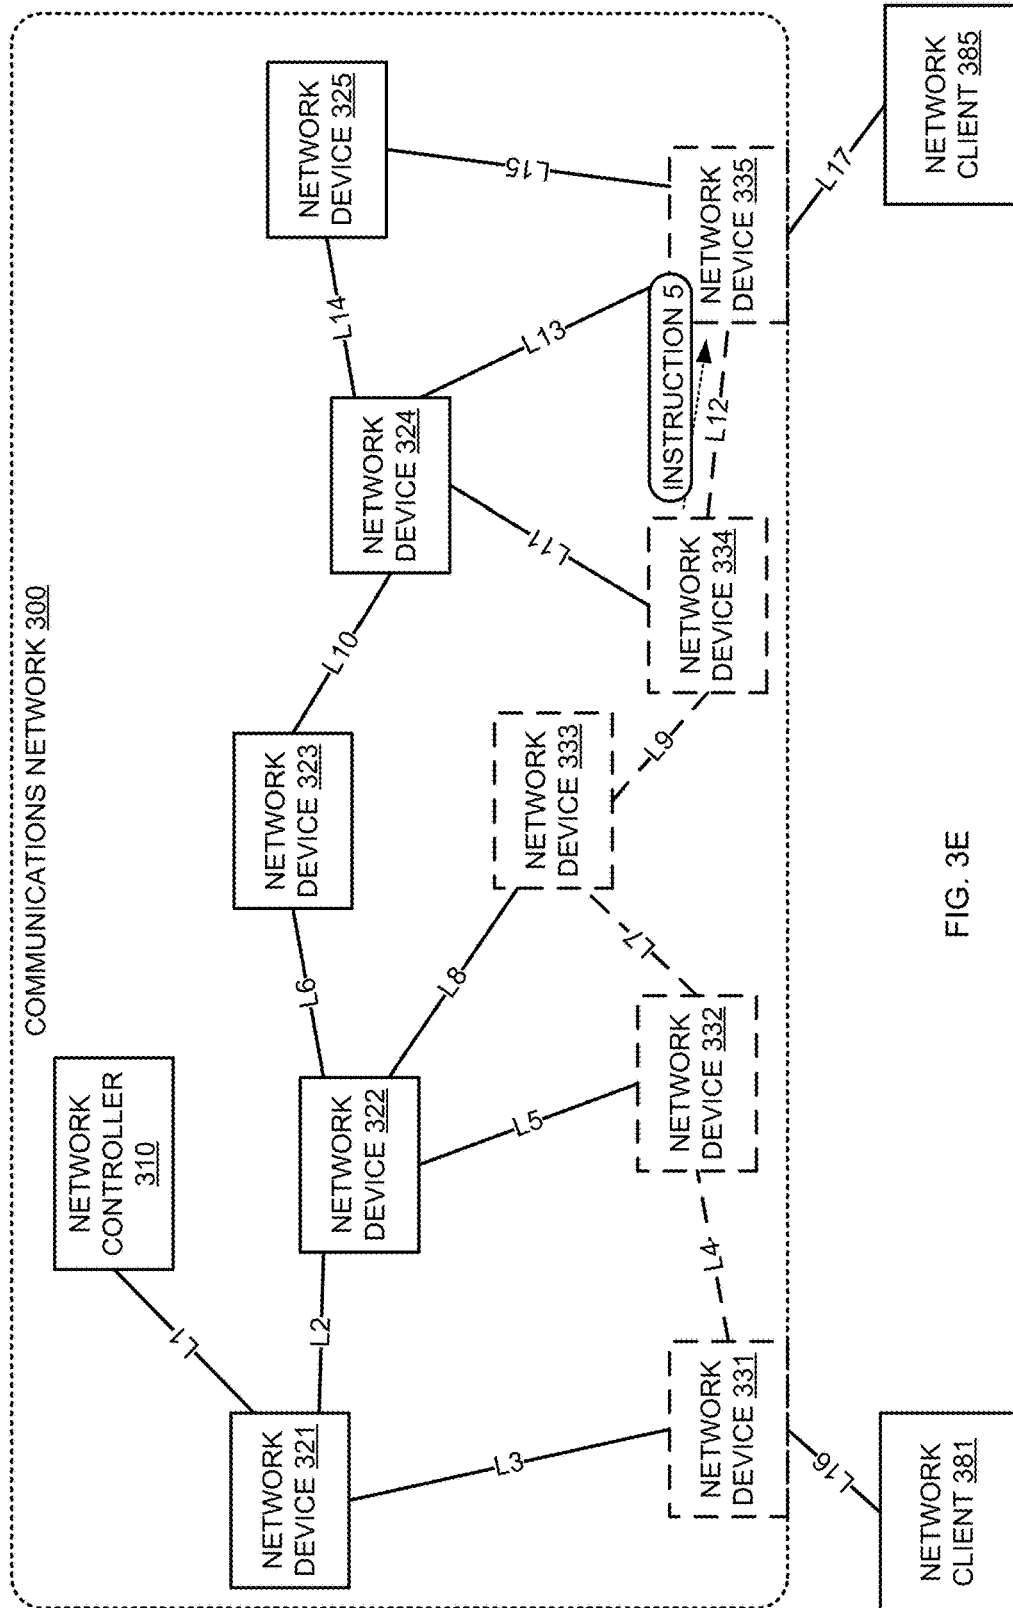 COMMUNICATIONS NETWORK 300
NETWORK
CONTROLLER
310
NETWORK
DEVICE 321
NETWORK
DEVICE 322
NETWORK
DEVICE 323
NETWORK
DEVICE 324
NETWORK
DEVICE 325
L1
L2
L6
L10
L14
L3
L5
L8
L11
L13
L15
INSTRUCTION 5
NETWORK
DEVICE 331
NETWORK
DEVICE 332
NETWORK
DEVICE 333
NETWORK
DEVICE 334
NETWORK
DEVICE 335
L4
L7
L9
L12
L16
L17
NETWORK
CLIENT 381
NETWORK
CLIENT 385
FIG. 3E